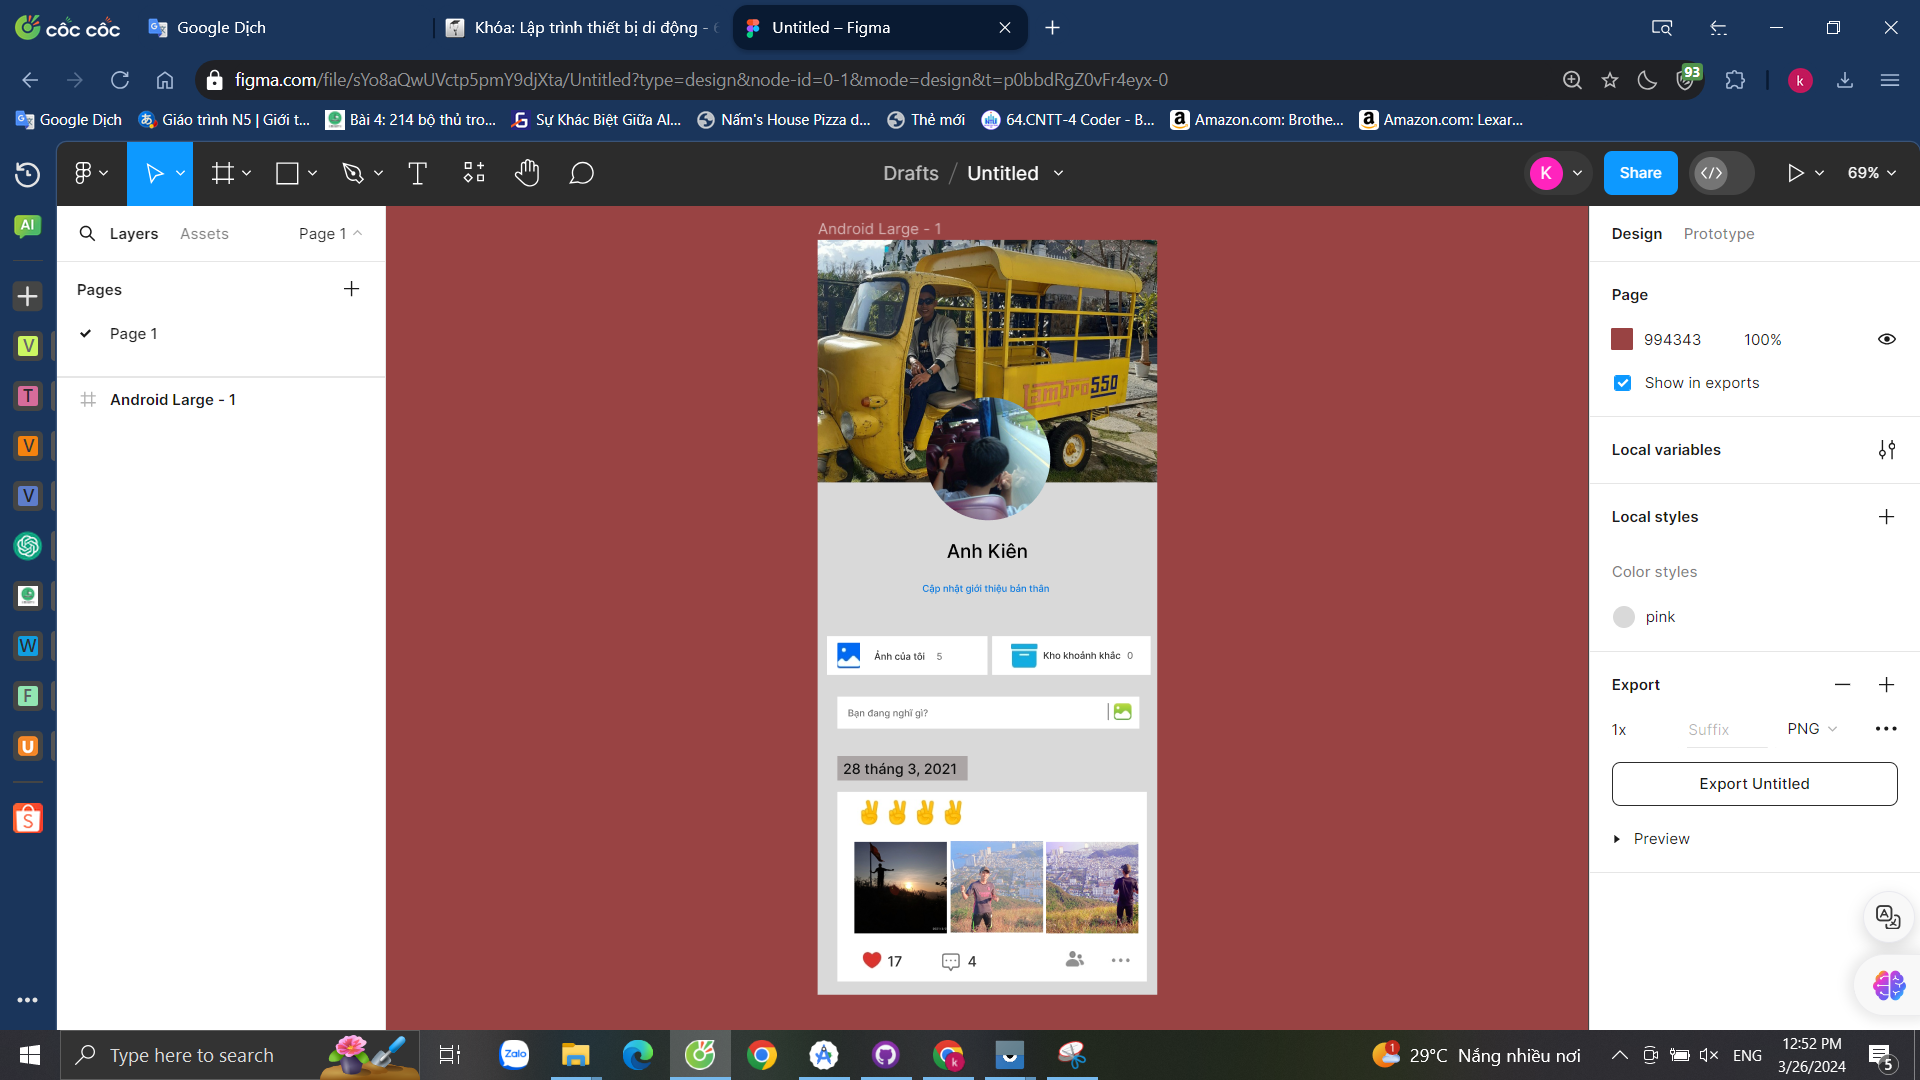 cốc cốc
Google Dịch
Khóa: Lập trình thiết bị di động - 6
Untitled – Figma
figma.com/file/sYo8aQwUVctp5pmY9djXta/Untitled?type=design&node-id=0-1&mode=design&t=p0bbdRgZ0vFr4eyx-0
93
k
Google Dịch
Giáo trình N5 | Giới t...
Bài 4: 214 bộ thủ tro...
Sự Khác Biệt Giữa Al...
Nấm's House Pizza d...
Thẻ mới
64.CNTT-4 Coder - B...
Amazon.com: Brothe...
Amazon.com: Lexar...
Drafts / Untitled
K
Share
69%
AI
V
T
V
V
W
F
U
S
Layers
Assets
Page 1
Pages
Page 1
Android Large - 1
Android Large - 1
Lambro 550
Anh Kiên
Cập nhật giới thiệu bản thân
Ảnh của tôi 5
Kho khoảnh khắc 0
Bạn đang nghĩ gì?
28 tháng 3, 2021
17
4
Design
Prototype
Page
994343 100%
Show in exports
Local variables
Local styles
Color styles
pink
Export
1x Suffix PNG
Export Untitled
Preview
Type here to search
Zalo
k
1
29°C Nắng nhiều nơi
ENG
12:52 PM
3/26/2024
5